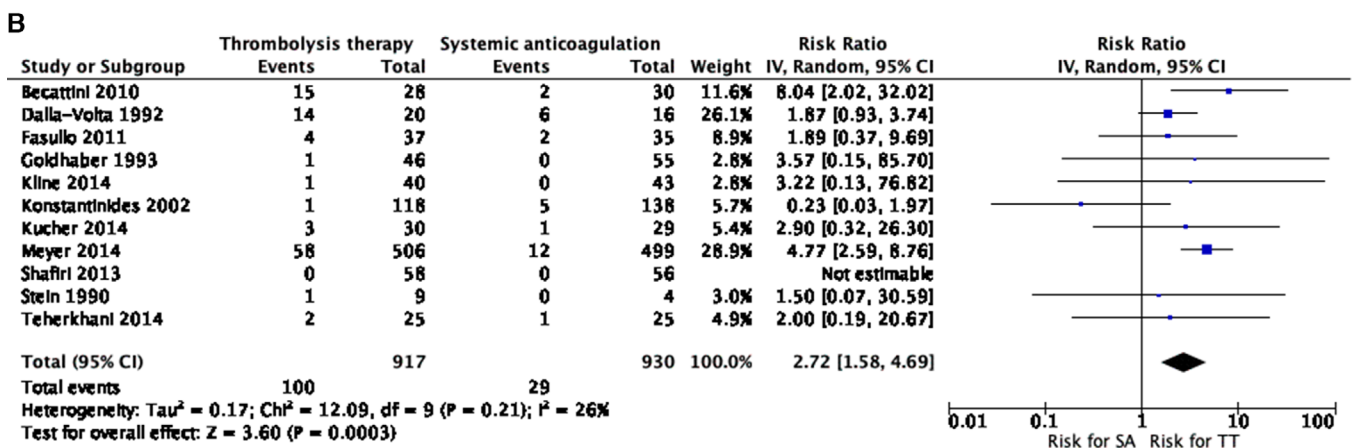 B
Thrombolysis therapy Systemic anticoagulation Risk Ratio Risk Ratio
Study or Subgroup Events Total Events Total Weight IV, Random, 95% CI IV, Random, 95% CI
Becattini 2010 15 28 2 30 11.6% 8.04 [2.02, 32.02]
Dalla-Volta 1992 14 20 6 16 26.1% 1.87 [0.93, 3.74]
Fasullo 2011 4 37 2 35 8.9% 1.89 [0.37, 9.69]
Goldhaber 1993 1 46 0 55 2.8% 3.57 [0.15, 85.70]
Kline 2014 1 40 0 43 2.8% 3.22 [0.13, 76.82]
Konstantinides 2002 1 118 5 138 5.7% 0.23 [0.03, 1.97]
Kucher 2014 3 30 1 29 5.4% 2.90 [0.32, 26.30]
Meyer 2014 58 506 12 499 28.9% 4.77 [2.59, 8.76]
Shafiri 2013 0 58 0 56 Not estimable
Stein 1990 1 9 0 4 3.0% 1.50 [0.07, 30.59]
Teherkhani 2014 2 25 1 25 4.9% 2.00 [0.19, 20.67]
Total (95% CI) 917 930 100.0% 2.72 [1.58, 4.69]
Total events 100 29
Heterogeneity: Tau² = 0.17; Chi² = 12.09, df = 9 (P = 0.21); I² = 26%
Test for overall effect: Z = 3.60 (P = 0.0003)
0.01 0.1 1 10 100
Risk for SA Risk for TT